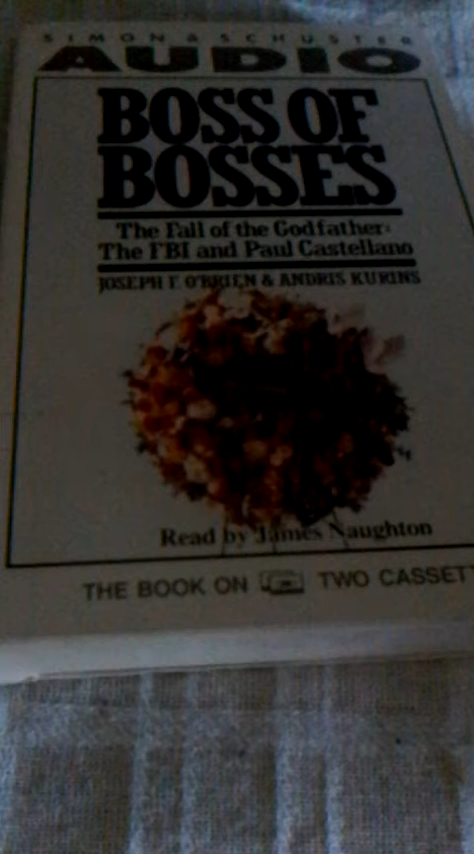 SIMON & SCHUSTER
AUDIO
BOSS OF
BOSSES
The Fall of the Godfather:
The FBI and Paul Castellano
JOSEPH F. O'BRIEN & ANDRIS KURINS
Read by James Naughton
THE BOOK ON TWO CASSET